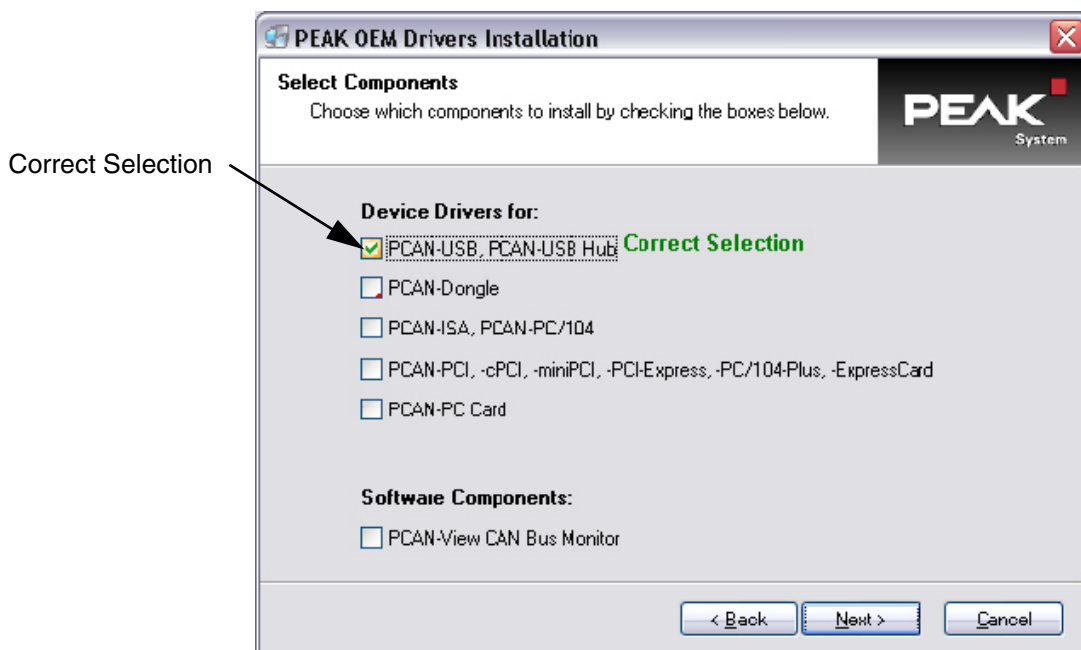 PEAK OEM Drivers Installation
Select Components
Choose which components to install by checking the boxes below.
PEAK
System
Correct Selection
Device Drivers for:
PCAN-USB, PCAN-USB Hub Correct Selection
PCAN-Dongle
PCAN-ISA, PCAN-PC/104
PCAN-PCI, -cPCI, -miniPCI, -PCI-Express, -PC/104-Plus, -ExpressCard
PCAN-PC Card
Software Components:
PCAN-View CAN Bus Monitor
< Back
Next >
Cancel